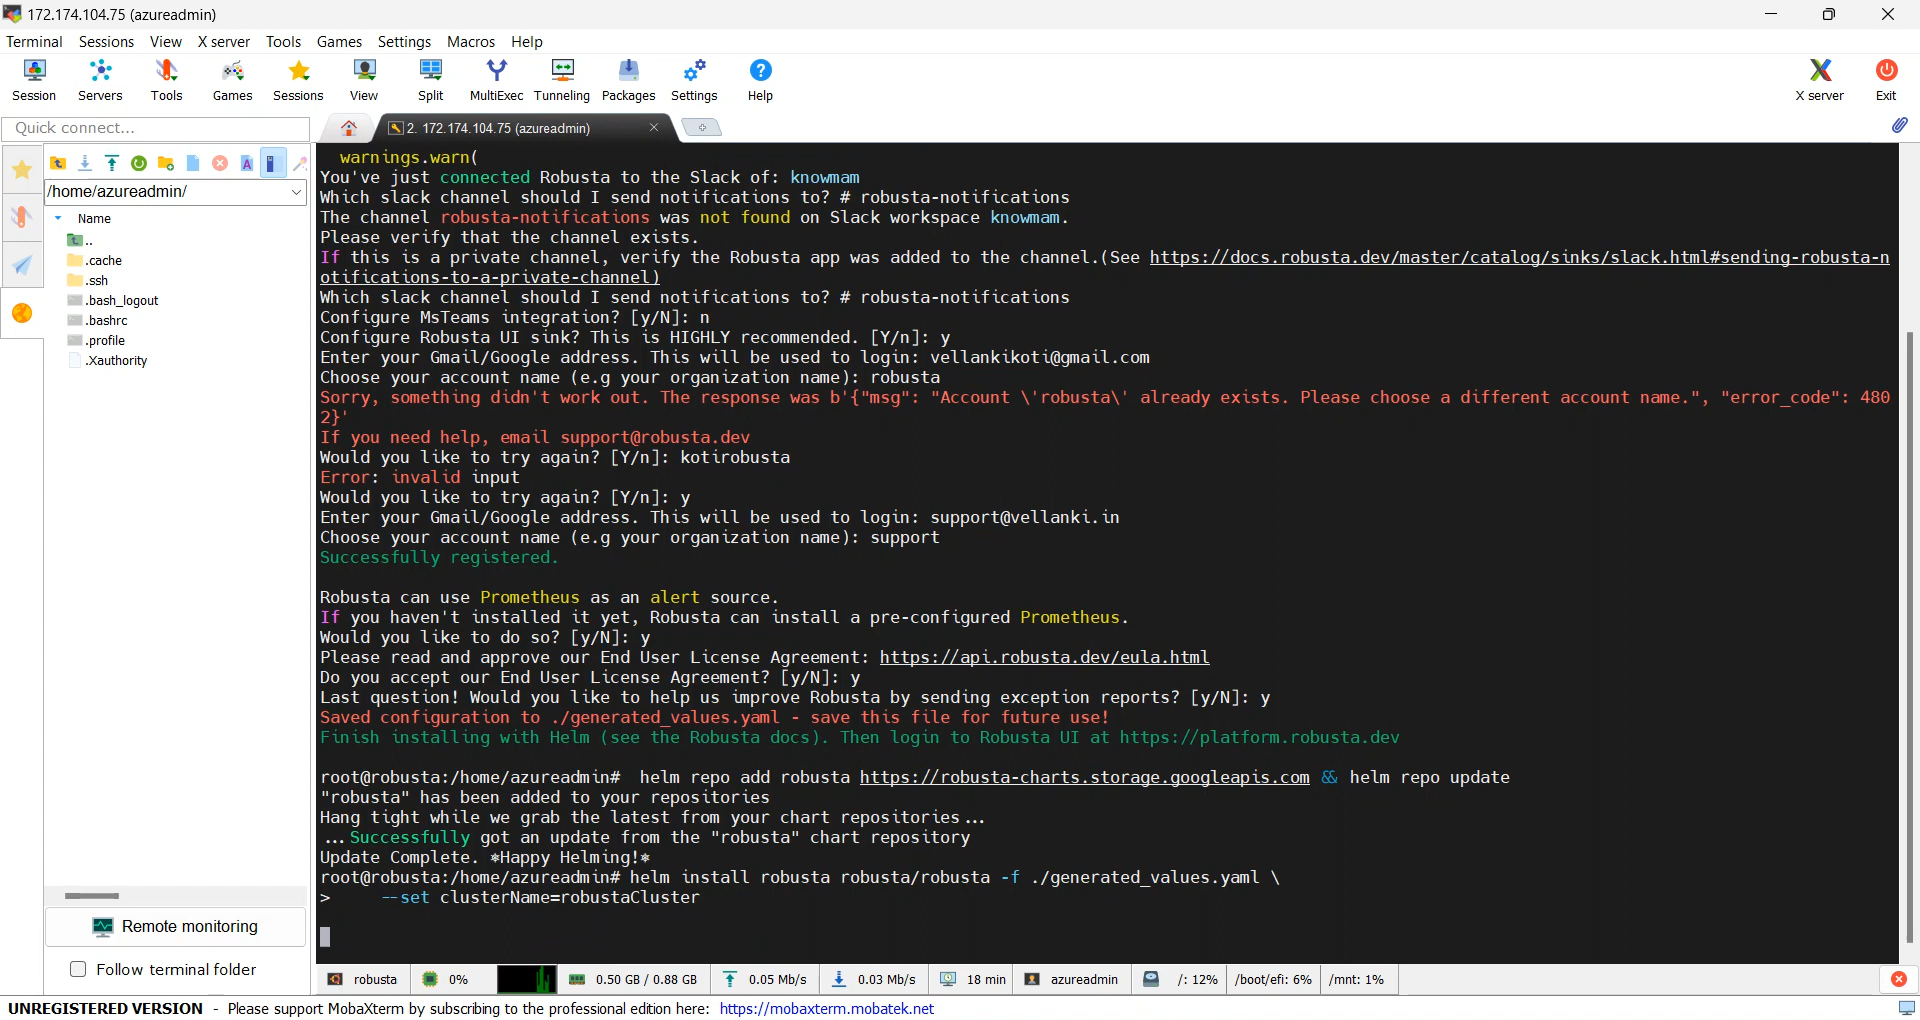 172.174.104.75 (azureadmin)
Terminal Sessions View X server Tools Games Settings Macros Help
Session Servers Tools Games Sessions View Split MultiExec Tunneling Packages Settings Help X server Exit
Quick connect...
2. 172.174.104.75 (azureadmin)
/home/azureadmin/
Name
..
.cache
.ssh
.bash_logout
.bashrc
.profile
.Xauthority
Remote monitoring
Follow terminal folder
warnings.warn(
You've just connected Robusta to the Slack of: knowmam
Which slack channel should I send notifications to? # robusta-notifications
The channel robusta-notifications was not found on Slack workspace knowmam.
Please verify that the channel exists.
If this is a private channel, verify the Robusta app was added to the channel.(See https://docs.robusta.dev/master/catalog/sinks/slack.html#sending-robusta-n
otifications-to-a-private-channel)
Which slack channel should I send notifications to? # robusta-notifications
Configure MsTeams integration? [y/N]: n
Configure Robusta UI sink? This is HIGHLY recommended. [Y/n]: y
Enter your Gmail/Google address. This will be used to login: vellankikoti@gmail.com
Choose your account name (e.g your organization name): robusta
Sorry, something didn't work out. The response was b'{"msg": "Account \'robusta\' already exists. Please choose a different account name.", "error_code": 480
2}'
If you need help, email support@robusta.dev
Would you like to try again? [Y/n]: kotirobusta
Error: invalid input
Would you like to try again? [Y/n]: y
Enter your Gmail/Google address. This will be used to login: support@vellanki.in
Choose your account name (e.g your organization name): support
Successfully registered.
Robusta can use Prometheus as an alert source.
If you haven't installed it yet, Robusta can install a pre-configured Prometheus.
Would you like to do so? [y/N]: y
Please read and approve our End User License Agreement: https://api.robusta.dev/eula.html
Do you accept our End User License Agreement? [y/N]: y
Last question! Would you like to help us improve Robusta by sending exception reports? [y/N]: y
Saved configuration to ./generated_values.yaml - save this file for future use!
Finish installing with Helm (see the Robusta docs). Then login to Robusta UI at https://platform.robusta.dev
root@robusta:/home/azureadmin# helm repo add robusta https://robusta-charts.storage.googleapis.com && helm repo update
"robusta" has been added to your repositories
Hang tight while we grab the latest from your chart repositories...
...Successfully got an update from the "robusta" chart repository
Update Complete. ⎈Happy Helming!⎈
root@robusta:/home/azureadmin# helm install robusta robusta/robusta -f ./generated_values.yaml \
> --set clusterName=robustaCluster
robusta 0% 0.50 GB / 0.88 GB 0.05 Mb/s 0.03 Mb/s 18 min azureadmin /: 12% /boot/efi: 6% /mnt: 1%
UNREGISTERED VERSION - Please support MobaXterm by subscribing to the professional edition here: https://mobaxterm.mobatek.net